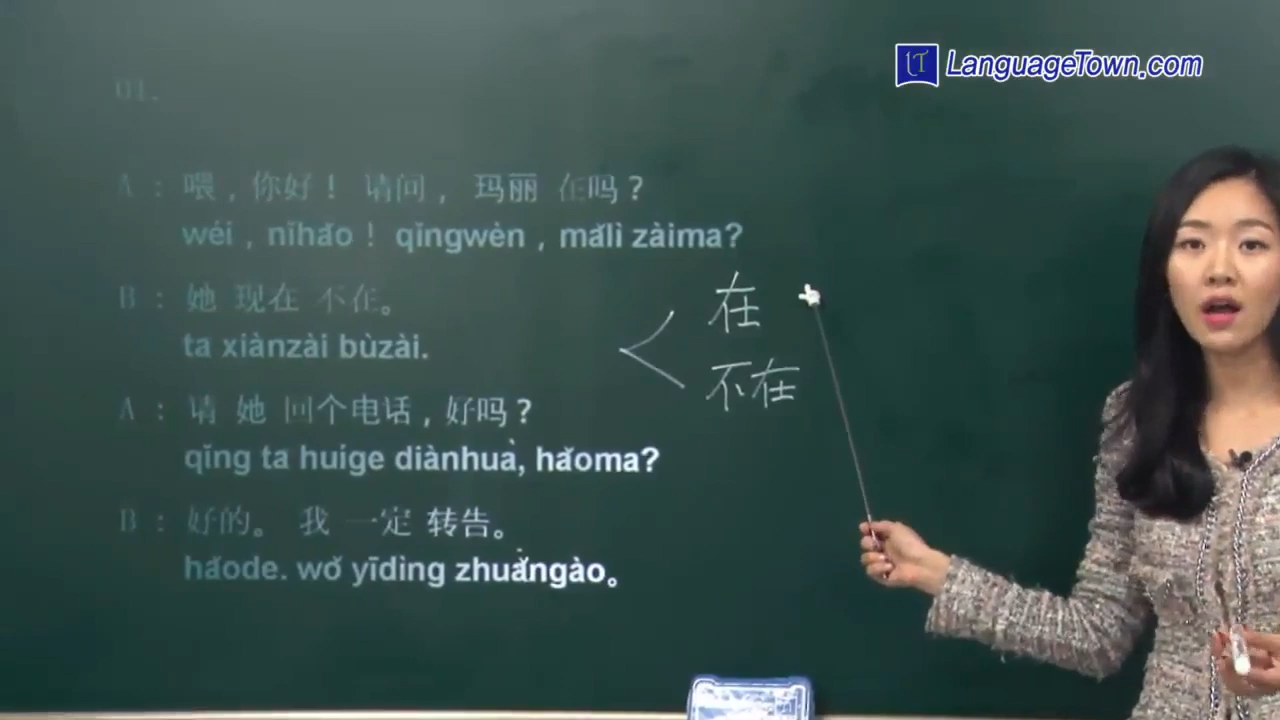 LT LanguageTown.com
01.
A : 喂，你好！ 请问， 玛丽 在吗？
wéi , nǐhǎo ! qǐngwèn , mǎlì zàima?
B : 她 现在 不在。
ta xiànzài bùzài.
在
不在
A : 请 她 回个电话，好吗？
qǐng ta huíge diànhuà, hǎoma?
B : 好的。 我 一定 转告。
hǎode. wǒ yīdìng zhuǎngào。